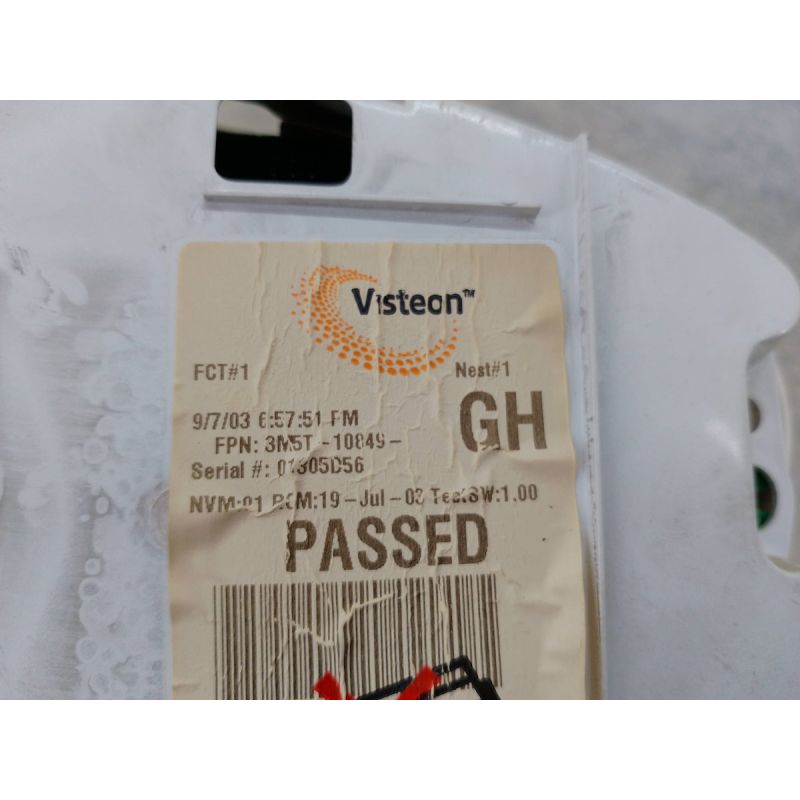 Visteon™
FCT#1
Nest#1
9/7/03 6:57:51 PM
GH
FPN: 3M5T -10849-
Serial #: 01305D56
NVM:01 ROM:19-Jul-03 TestSW:1.00
PASSED